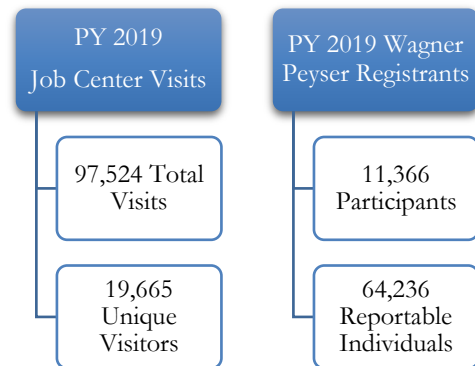 PY 2019
Job Center Visits
97,524 Total
Visits
19,665
Unique
Visitors
PY 2019 Wagner
Peyser Registrants
11,366
Participants
64,236
Reportable
Individuals